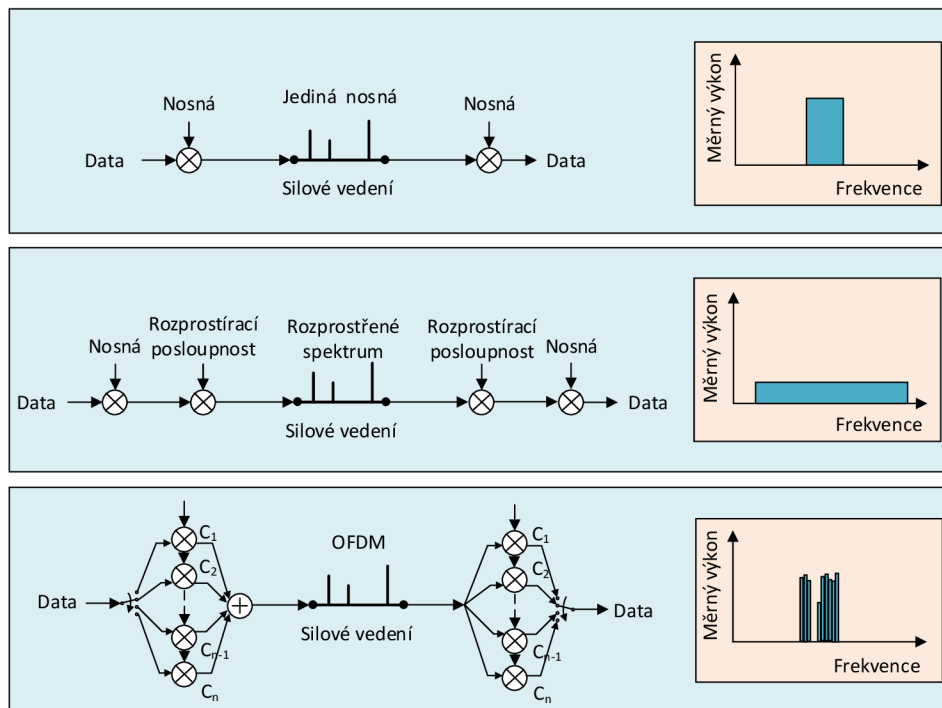 Nosná
Jediná nosná
Nosná
Data
Data
Silové vedení
Měrný výkon
Frekvence
Nosná
Rozprostírací
posloupnost
Rozprostřené
spektrum
Rozprostírací
posloupnost
Nosná
Data
Data
Silové vedení
Měrný výkon
Frekvence
C1
C2
Cn-1
Cn
Data
OFDM
Silové vedení
C1
C2
Cn-1
Cn
Data
Měrný výkon
Frekvence